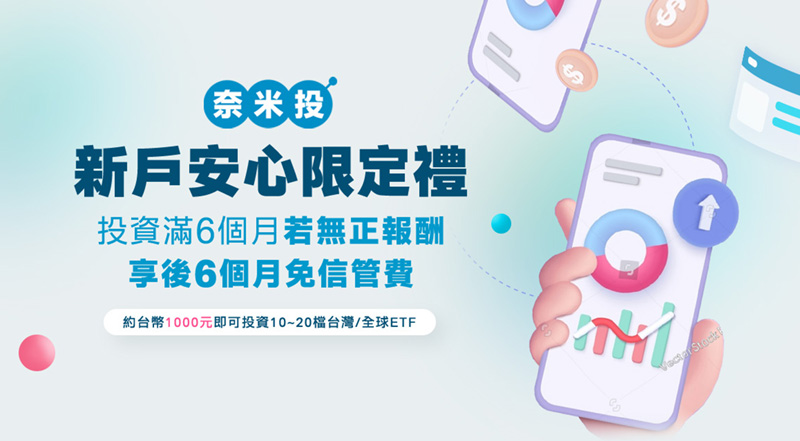 奈米投
新戶安心限定禮
投資滿6個月若無正報酬
享後6個月免信管費
約台幣1000元即可投資10~20檔台灣/全球ETF
$
$
VectorStock